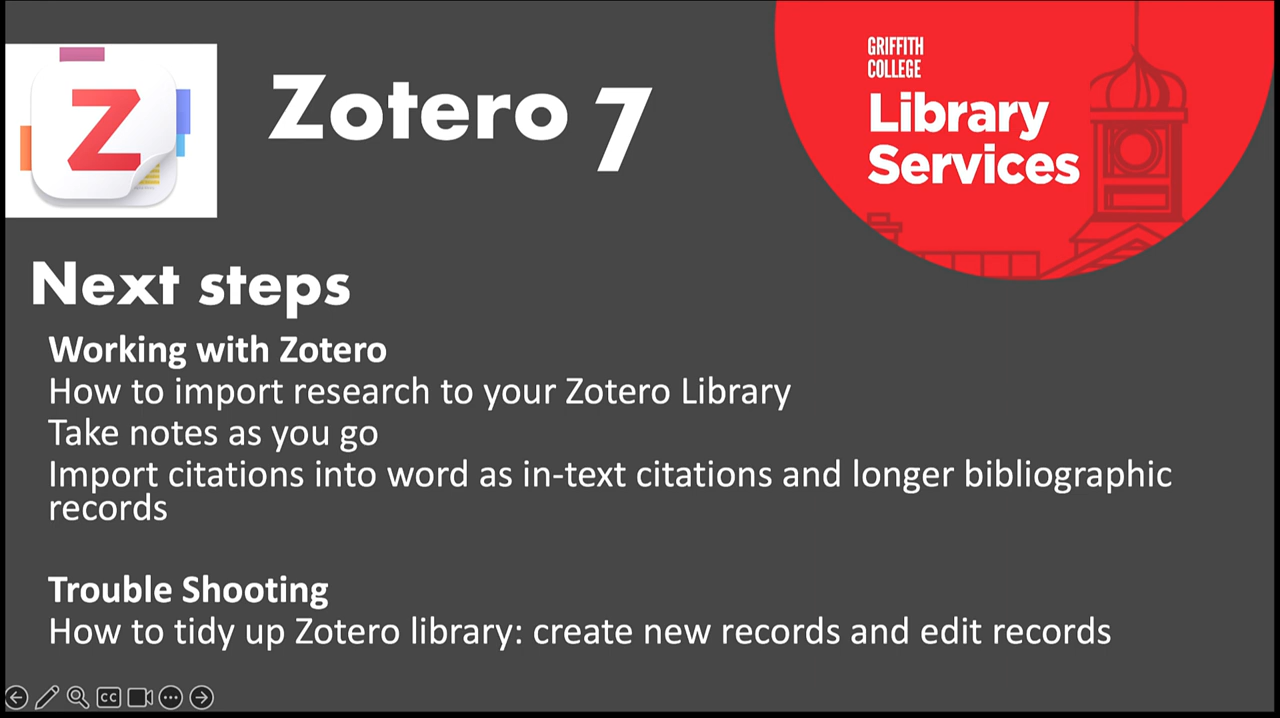 Z
Zotero 7
GRIFFITH
COLLEGE
Library
Services
Next steps
Working with Zotero
How to import research to your Zotero Library
Take notes as you go
Import citations into word as in-text citations and longer bibliographic
records
Trouble Shooting
How to tidy up Zotero library: create new records and edit records
CC